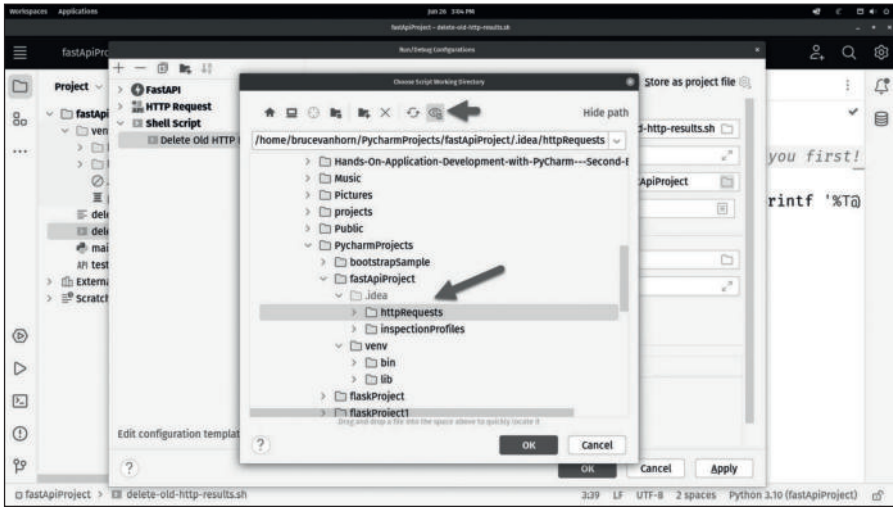 Workspaces Applications
Jun 26 3:04 PM
fastApiProject – delete-old-http-results.sh
fastApiPro
Run/Debug Configurations
Project
FastAPI
HTTP Request
Shell Script
Delete Old HTTP
Store as project file
Choose Script Working Directory
Hide path
/home/brucevanhorn/PycharmProjects/fastApiProject/.idea/httpRequests
Hands-On-Application-Development-with-PyCharm---Second-E
Music
Pictures
projects
Public
PycharmProjects
bootstrapSample
fastApiProject
.idea
httpRequests
inspectionProfiles
venv
bin
lib
flaskProject
flaskProject1
Drag and drop a file into the space above to quickly locate it
? OK Cancel
fastApi
ven
dele
dele
mai
API test
Externa
Scratch
d-http-results.sh
tApiProject
you first!
rintf '%T@
Edit configuration templat
? OK Cancel Apply
fastApiProject > delete-old-http-results.sh
3:39 LF UTF-8 2 spaces Python 3.10 (fastApiProject)